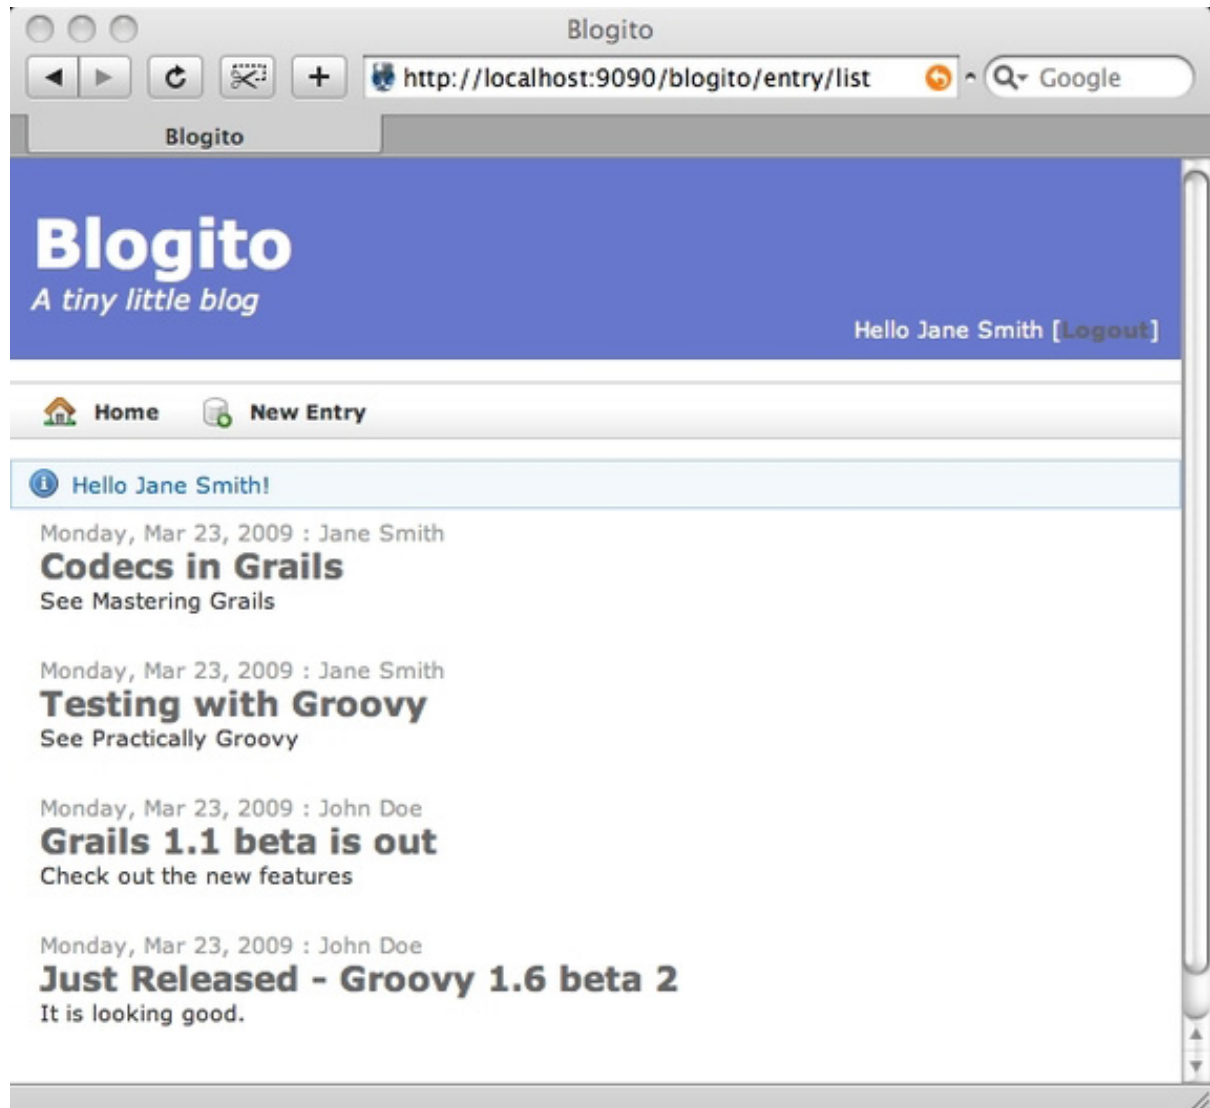 Blogito
http://localhost:9090/blogito/entry/list
Google
Blogito
Blogito
A tiny little blog
Hello Jane Smith [Logout]
Home New Entry
Hello Jane Smith!
Monday, Mar 23, 2009 : Jane Smith
Codecs in Grails
See Mastering Grails
Monday, Mar 23, 2009 : Jane Smith
Testing with Groovy
See Practically Groovy
Monday, Mar 23, 2009 : John Doe
Grails 1.1 beta is out
Check out the new features
Monday, Mar 23, 2009 : John Doe
Just Released - Groovy 1.6 beta 2
It is looking good.